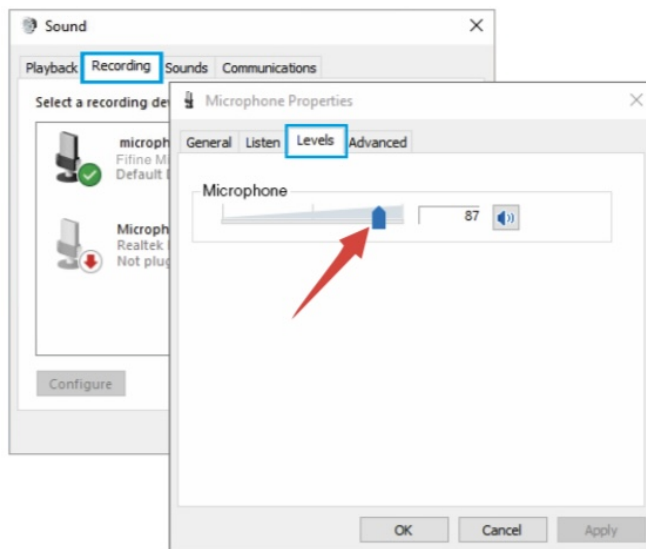 Sound
Playback Recording Sounds Communications
Select a recording de
microph
Fifine Mi
Default
Microph
Realtek
Not plug
Configure
Microphone Properties
General Listen Levels Advanced
Microphone
87
OK Cancel Apply